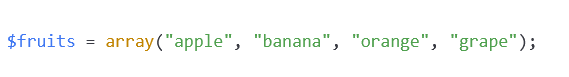 $fruits = array("apple", "banana", "orange", "grape");